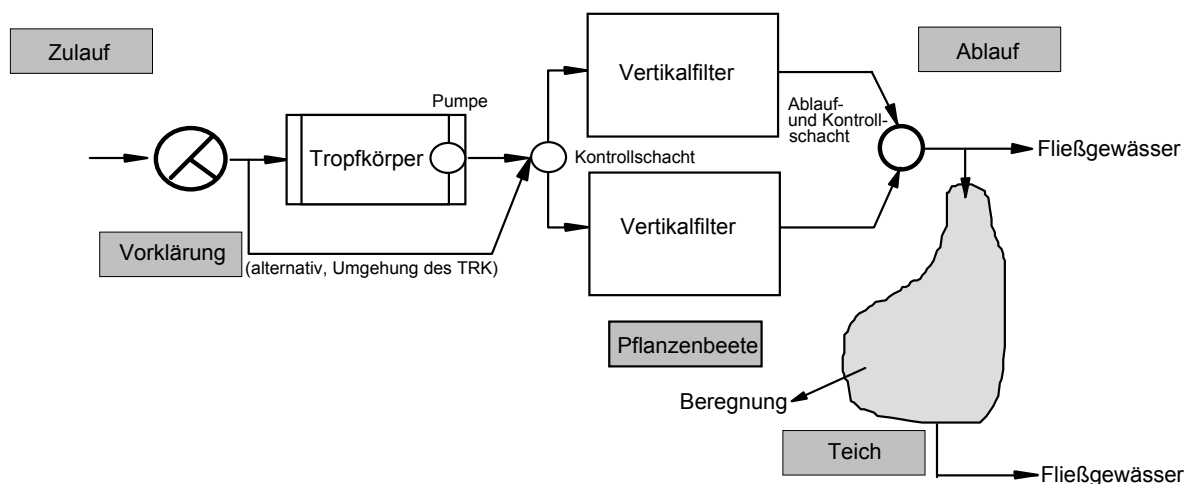 Zulauf
Ablauf
Vertikalfilter
Pumpe
Ablauf-
und Kontroll-
schacht
Tropfkörper
Kontrollschacht
Fließgewässer
Vertikalfilter
Vorklärung
(alternativ, Umgehung des TRK)
Pflanzenbeete
Beregnung
Teich
Fließgewässer